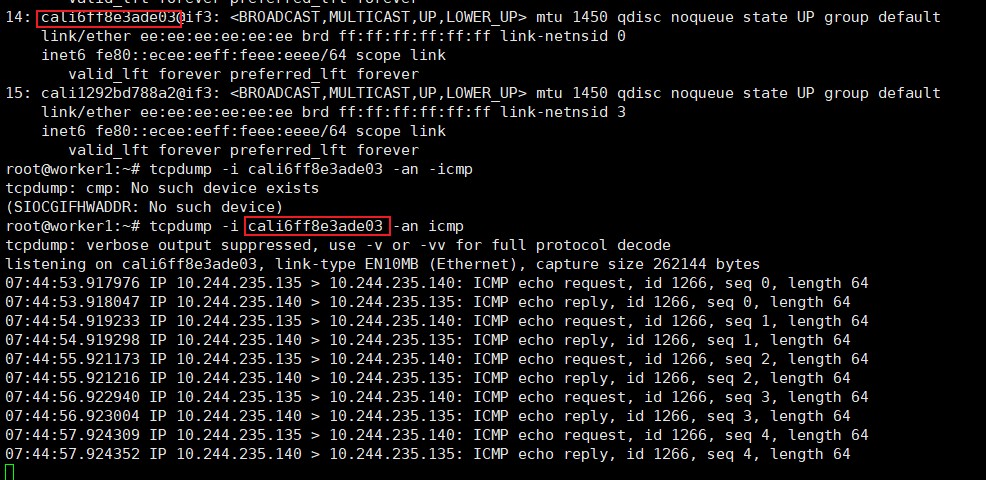 valid_lft forever preferred_lft forever
14: cali6ff8e3ade03@if3: <BROADCAST,MULTICAST,UP,LOWER_UP> mtu 1450 qdisc noqueue state UP group default
link/ether ee:ee:ee:ee:ee:ee brd ff:ff:ff:ff:ff:ff link-netnsid 0
inet6 fe80::ecee:eeff:feee:eeee/64 scope link
valid_lft forever preferred_lft forever
15: cali1292bd788a2@if3: <BROADCAST,MULTICAST,UP,LOWER_UP> mtu 1450 qdisc noqueue state UP group default
link/ether ee:ee:ee:ee:ee:ee brd ff:ff:ff:ff:ff:ff link-netnsid 3
inet6 fe80::ecee:eeff:feee:eeee/64 scope link
valid_lft forever preferred_lft forever
root@worker1:~# tcpdump -i cali6ff8e3ade03 -an -icmp
tcpdump: cmp: No such device exists
(SIOCGIFHWADDR: No such device)
root@worker1:~# tcpdump -i cali6ff8e3ade03 -an icmp
tcpdump: verbose output suppressed, use -v or -vv for full protocol decode
listening on cali6ff8e3ade03, link-type EN10MB (Ethernet), capture size 262144 bytes
07:44:53.917976 IP 10.244.235.135 > 10.244.235.140: ICMP echo request, id 1266, seq 0, length 64
07:44:53.918047 IP 10.244.235.140 > 10.244.235.135: ICMP echo reply, id 1266, seq 0, length 64
07:44:54.919233 IP 10.244.235.135 > 10.244.235.140: ICMP echo request, id 1266, seq 1, length 64
07:44:54.919298 IP 10.244.235.140 > 10.244.235.135: ICMP echo reply, id 1266, seq 1, length 64
07:44:55.921173 IP 10.244.235.135 > 10.244.235.140: ICMP echo request, id 1266, seq 2, length 64
07:44:55.921216 IP 10.244.235.140 > 10.244.235.135: ICMP echo reply, id 1266, seq 2, length 64
07:44:56.922940 IP 10.244.235.135 > 10.244.235.140: ICMP echo request, id 1266, seq 3, length 64
07:44:56.923004 IP 10.244.235.140 > 10.244.235.135: ICMP echo reply, id 1266, seq 3, length 64
07:44:57.924309 IP 10.244.235.135 > 10.244.235.140: ICMP echo request, id 1266, seq 4, length 64
07:44:57.924352 IP 10.244.235.140 > 10.244.235.135: ICMP echo reply, id 1266, seq 4, length 64